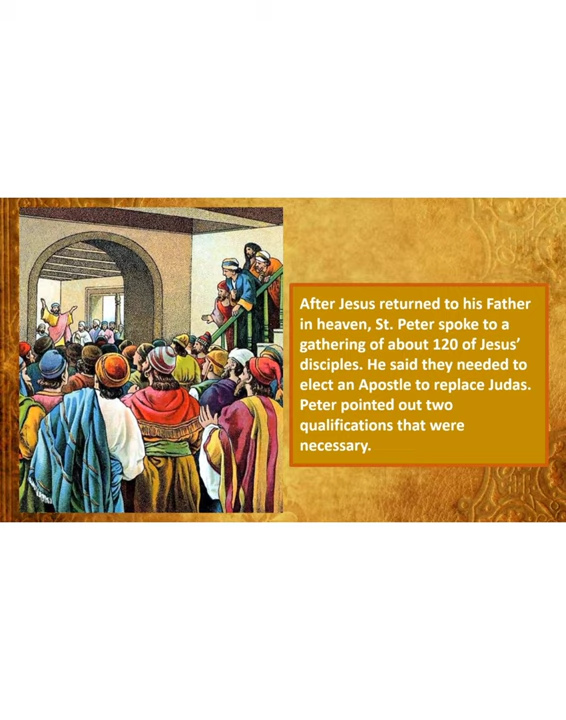 After Jesus returned to his Father
in heaven, St. Peter spoke to a
gathering of about 120 of Jesus’
disciples. He said they needed to
elect an Apostle to replace Judas.
Peter pointed out two
qualifications that were
necessary.